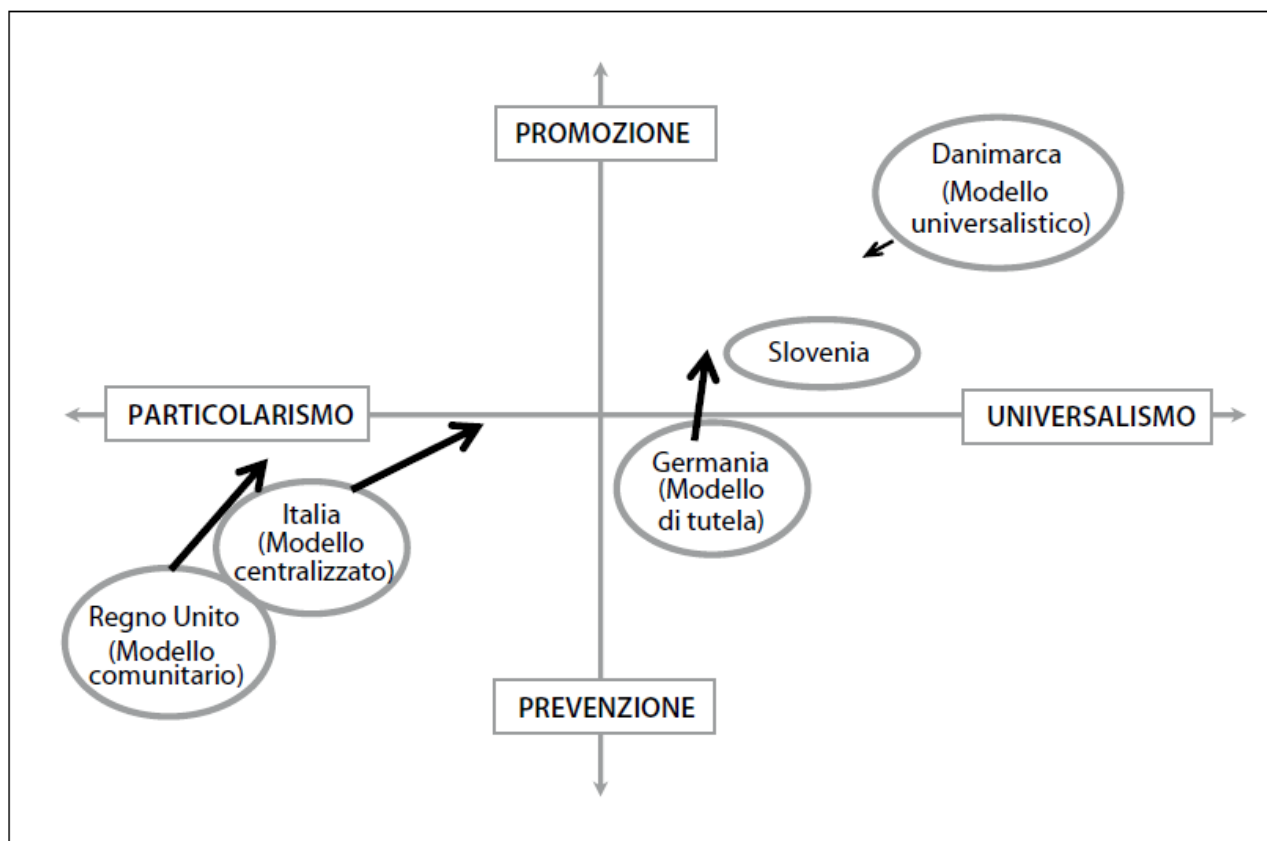 PROMOZIONE
Danimarca
(Modello
universalistico)
Slovenia
PARTICOLARISMO
UNIVERSALISMO
Germania
(Modello
di tutela)
Italia
(Modello
centralizzato)
Regno Unito
(Modello
comunitario)
PREVENZIONE